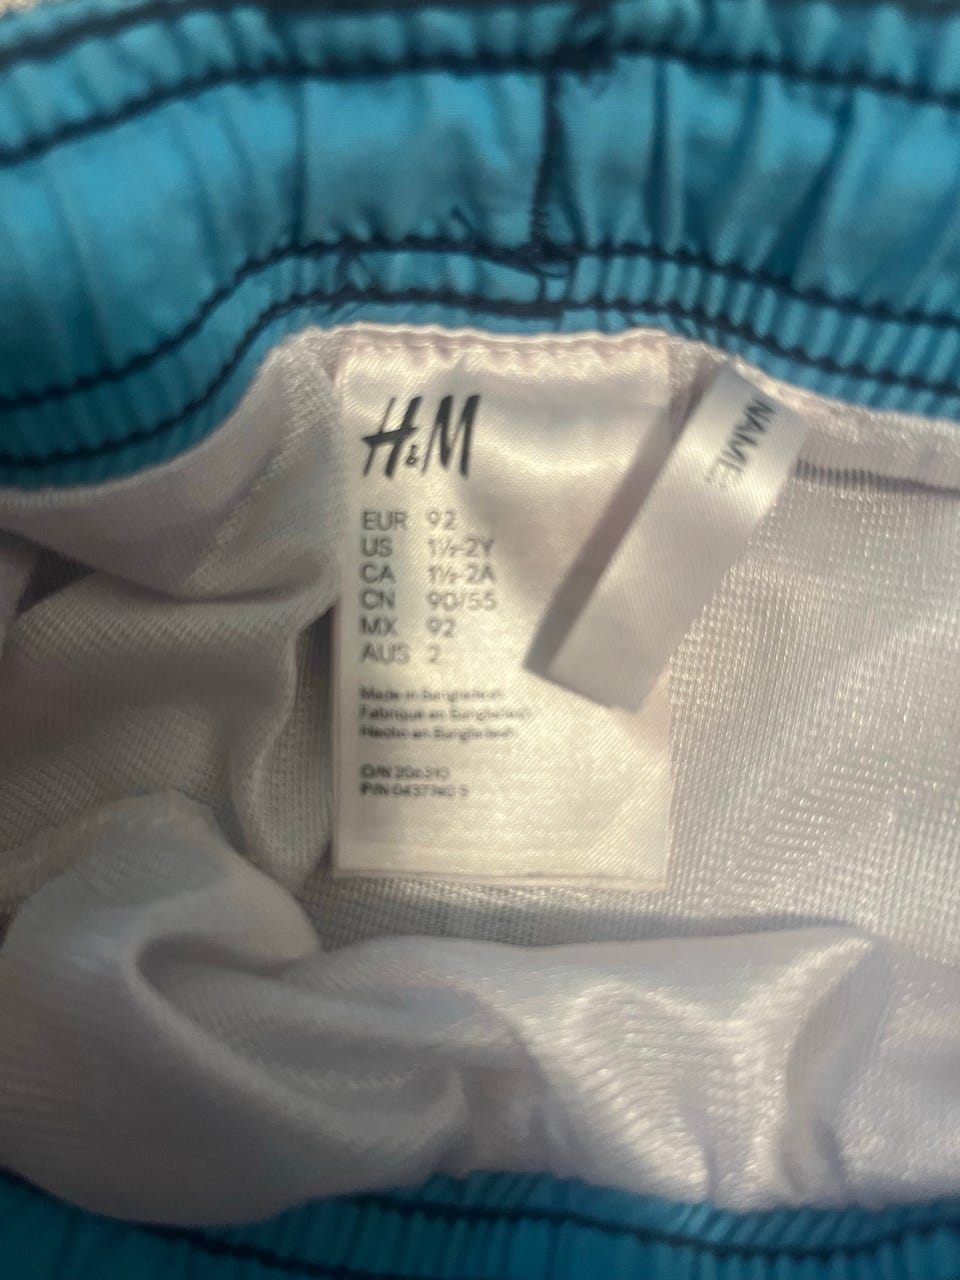 H&M
NAME:
EUR 92
US 1½-2Y
CA 1½-2A
CN 90/55
MX 92
AUS 2
Made in Bangladesh
Fabriqué en Bangladesh
Hecho en Bangladesh
O/N 306310
P/N